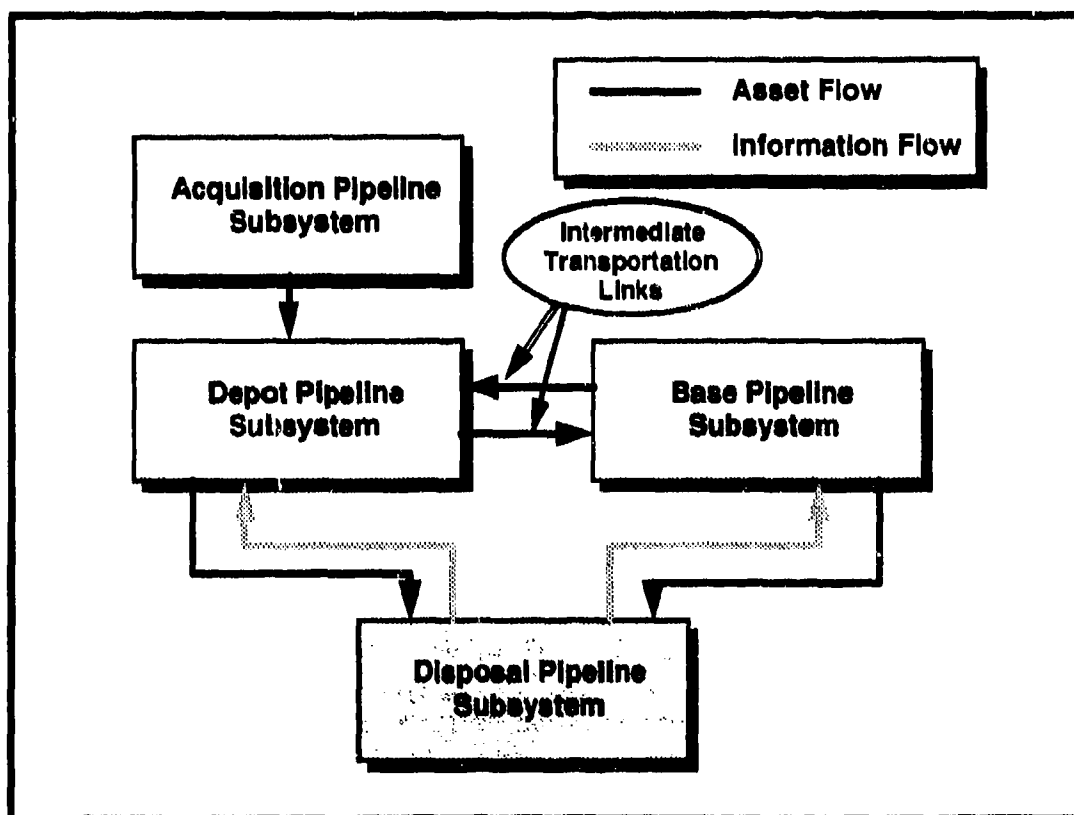 Asset Flow
Information Flow
Acquisition Pipeline
Subsystem
Intermediate
Transportation
Links
Depot Pipeline
Subsystem
Base Pipeline
Subsystem
Disposal Pipeline
Subsystem